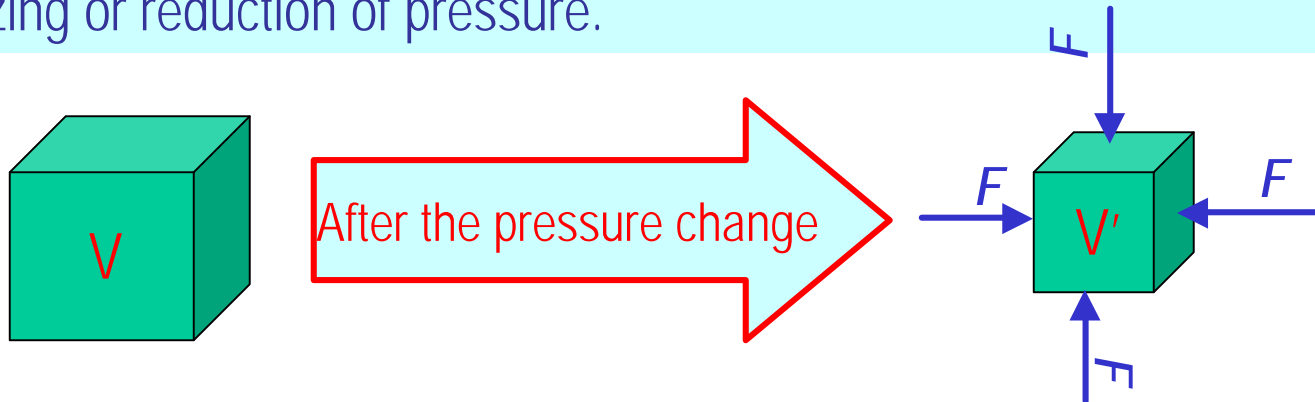 zing or reduction of pressure.
V
After the pressure change
F
F
F
V'
F